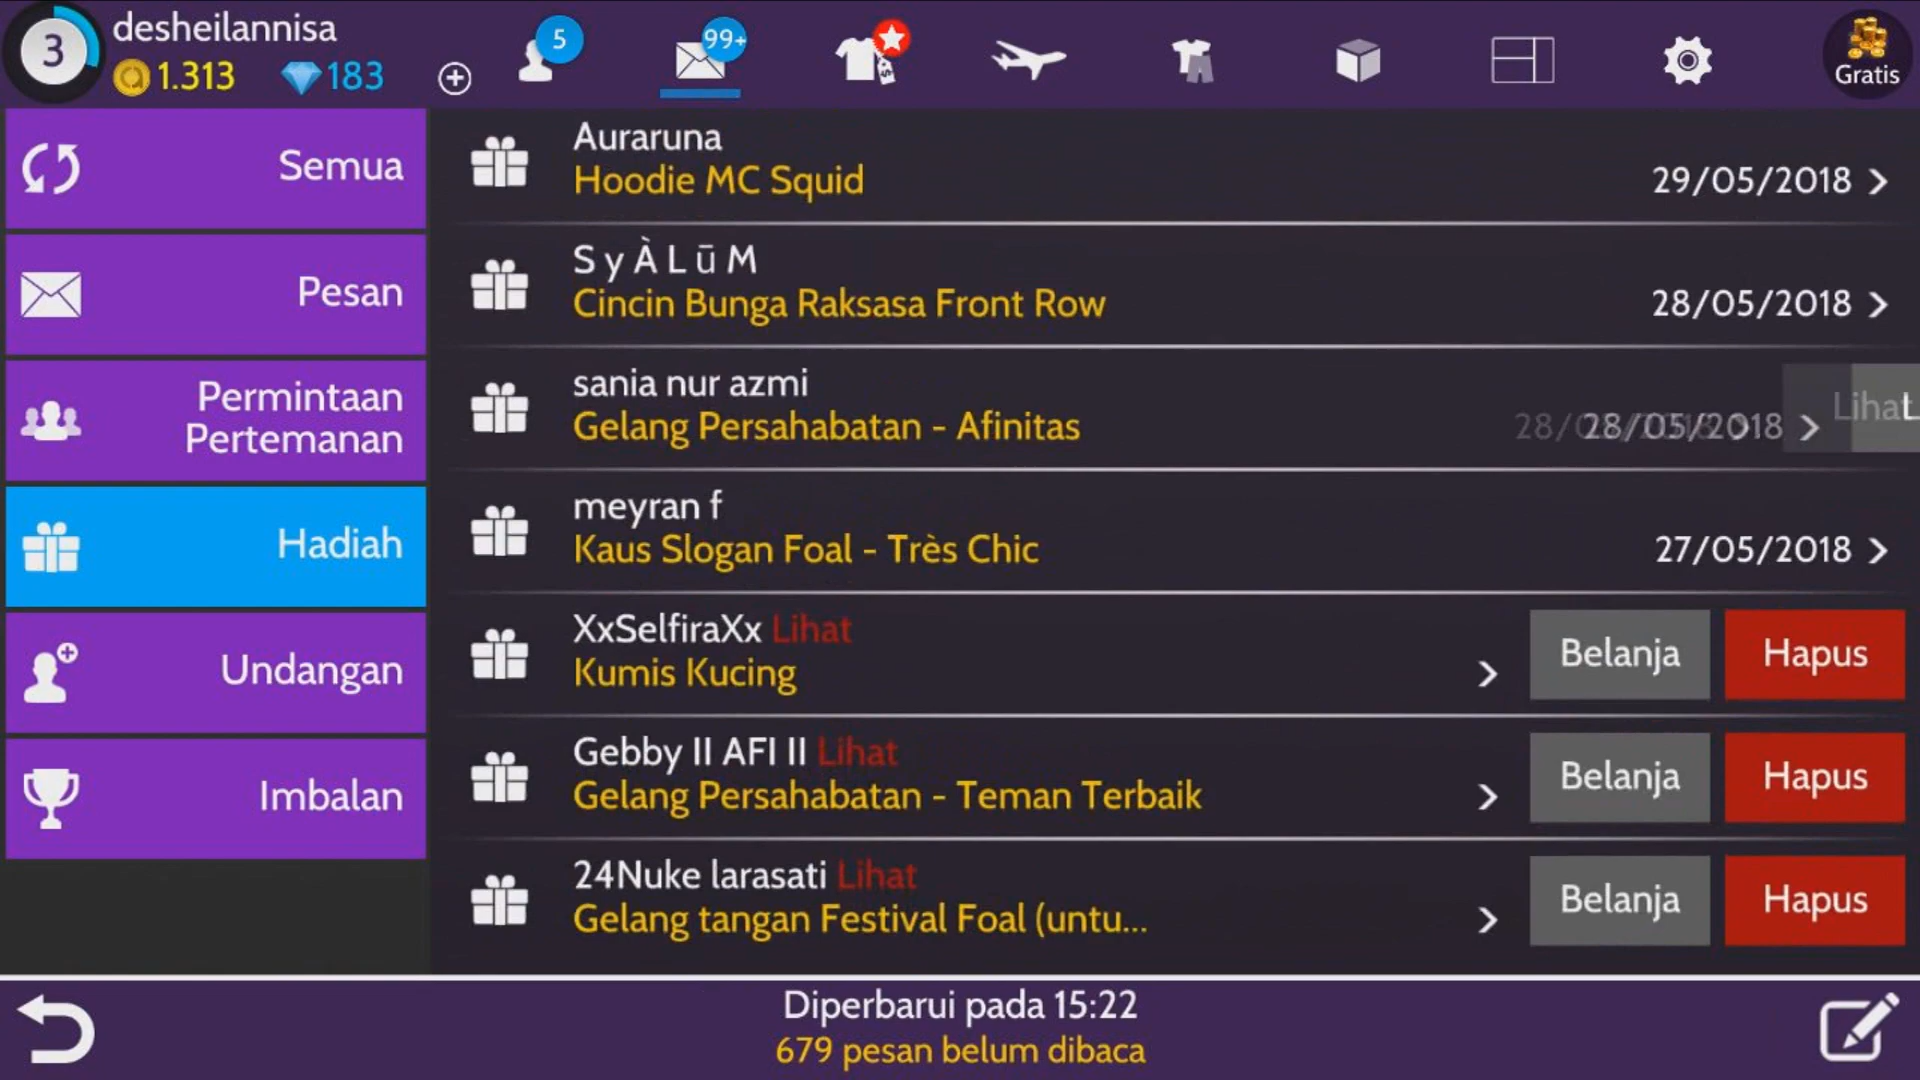 3
desheilannisa
1.313
183
5
99+
Gratis
Semua
Pesan
Permintaan
Pertemanan
Hadiah
Undangan
Imbalan
Auraruna
Hoodie MC Squid
29/05/2018
S y À L ū M
Cincin Bunga Raksasa Front Row
28/05/2018
sania nur azmi
Gelang Persahabatan - Afinitas
28/05/2018
Lihat
meyran f
Kaus Slogan Foal - Très Chic
27/05/2018
XxSelfiraXx Lihat
Kumis Kucing
Belanja
Hapus
Gebby II AFI II Lihat
Gelang Persahabatan - Teman Terbaik
Belanja
Hapus
24Nuke larasati Lihat
Gelang tangan Festival Foal (untu...
Belanja
Hapus
Diperbarui pada 15:22
679 pesan belum dibaca